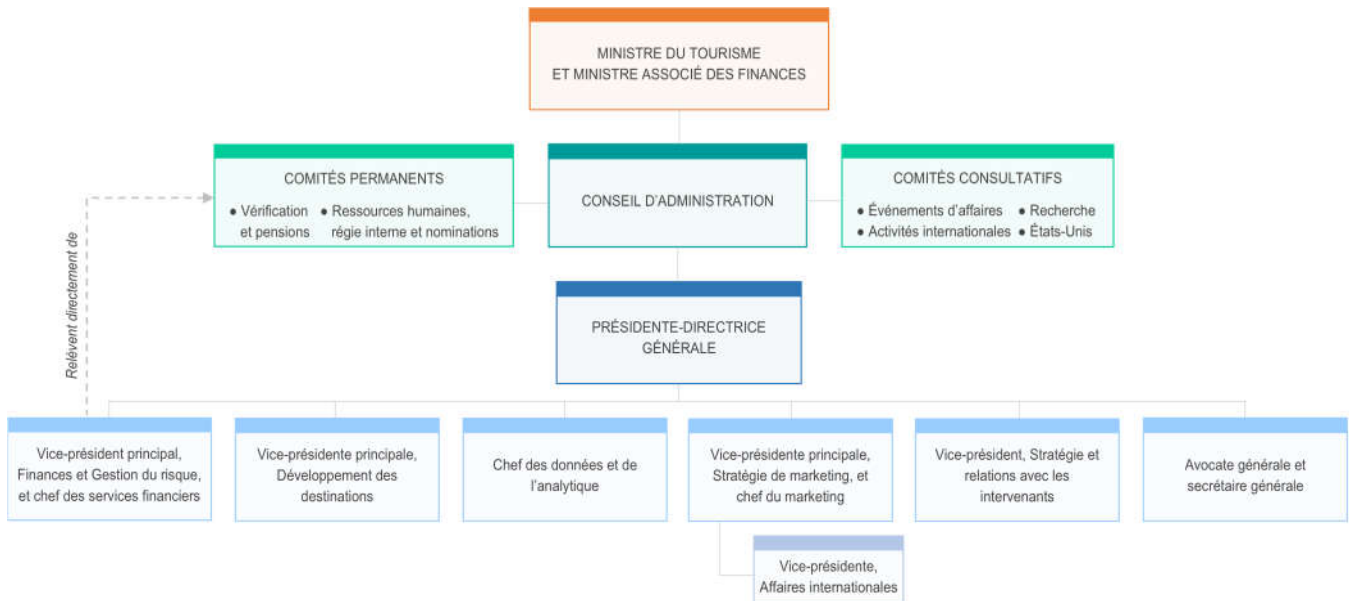 MINISTRE DU TOURISME
ET MINISTRE ASSOCIÉ DES FINANCES
COMITÉS PERMANENTS
● Vérification
et pensions
● Ressources humaines,
régie interne et nominations
CONSEIL D'ADMINISTRATION
COMITÉS CONSULTATIFS
● Événements d'affaires
● Recherche
● Activités internationales
● États-Unis
Relèvent directement de
PRÉSIDENTE-DIRECTRICE
GÉNÉRALE
Vice-président principal,
Finances et Gestion du risque,
et chef des services financiers
Vice-présidente principale,
Développement des
destinations
Chef des données et de
l'analytique
Vice-présidente principale,
Stratégie de marketing, et
chef du marketing
Vice-président, Stratégie et
relations avec les
intervenants
Avocate générale et
secrétaire générale
Vice-présidente,
Affaires internationales